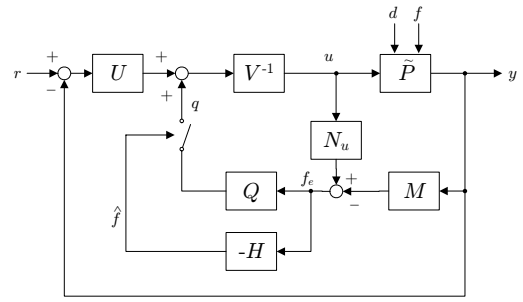 d f
r + − U + + V⁻¹ u P̃ y
q
N_u
f̂ Q f_e + − M
-H